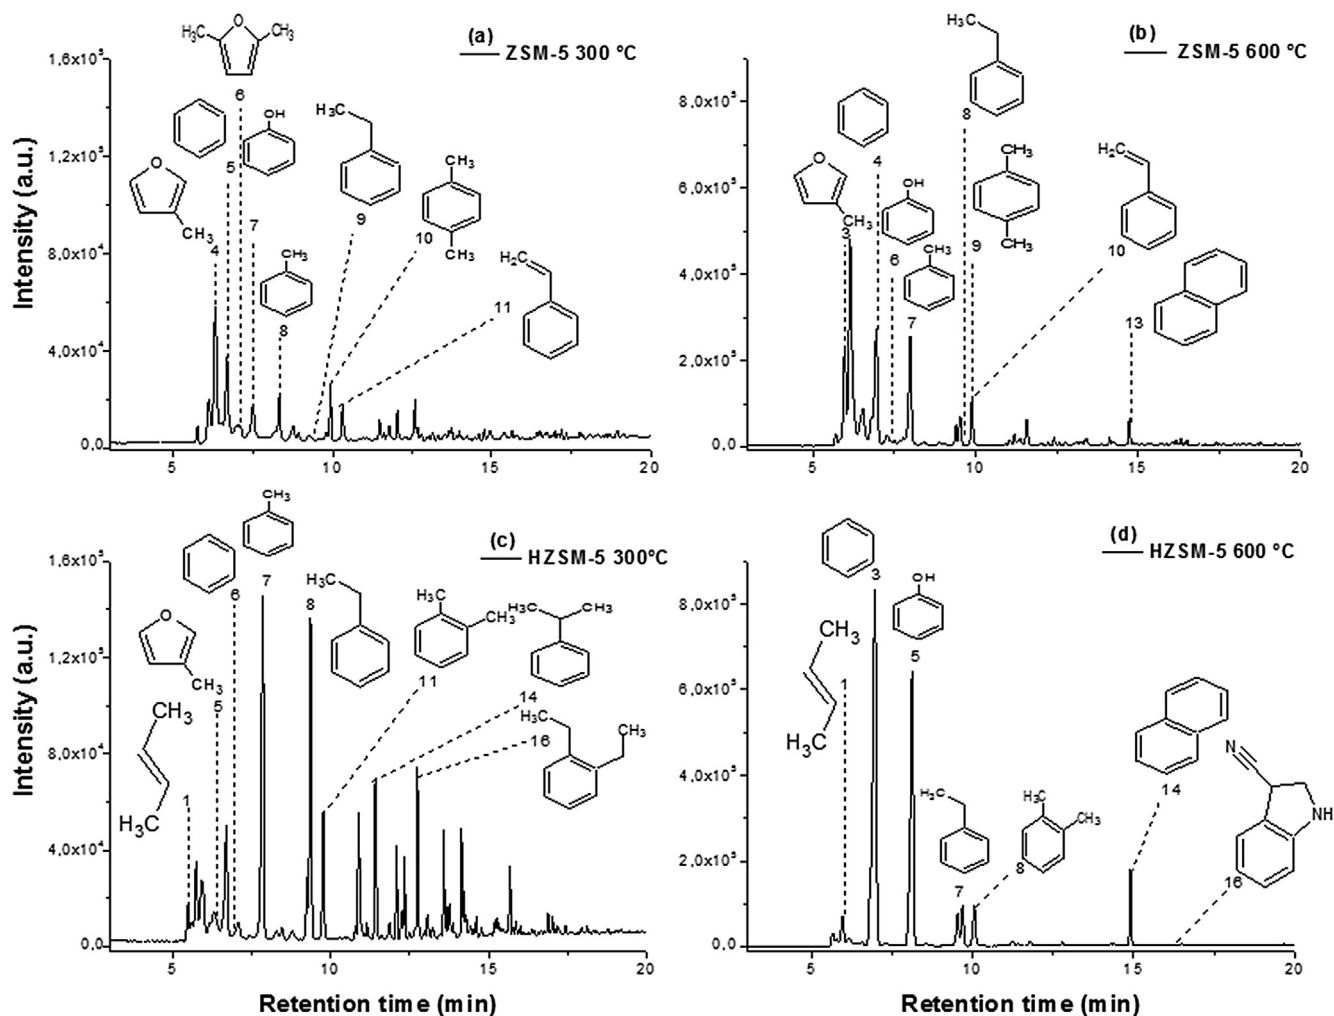 (a)
ZSM-5 300 °C
Intensity (a.u.)
1,6x10⁵
1,2x10⁵
8,0x10⁴
4,0x10⁴
0,0
5
10
15
20
O
CH₃
4
5
H₃C
O
CH₃
6
OH
7
CH₃
8
H₃C
9
CH₃
10
CH₃
H₂C
11
(b)
ZSM-5 600 °C
8,0x10⁵
6,0x10⁵
4,0x10⁵
2,0x10⁵
0,0
5
10
15
20
O
CH₃
3
4
OH
6
CH₃
7
H₃C
8
CH₃
9
CH₃
H₂C
10
13
(c)
HZSM-5 300°C
Intensity (a.u.)
1,6x10⁵
1,2x10⁵
8,0x10⁴
4,0x10⁴
0,0
5
10
15
20
Retention time (min)
CH₃
H₃C
1
O
CH₃
5
6
CH₃
7
8
H₃C
CH₃
CH₃
11
H₃C
CH₃
14
H₃C
CH₃
16
(d)
HZSM-5 600 °C
8,0x10⁵
6,0x10⁵
4,0x10⁵
2,0x10⁵
0,0
5
10
15
20
Retention time (min)
CH₃
H₃C
1
3
OH
5
H₃C
7
CH₃
CH₃
8
14
N
NH
16